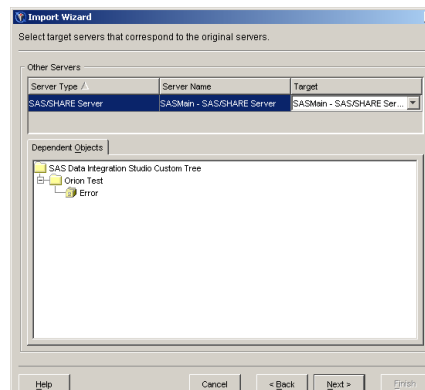 Import Wizard
Select target servers that correspond to the original servers.
Other Servers
Server Type Server Name Target
SAS/SHARE Server SASMain - SAS/SHARE Server SASMain - SAS/SHARE Ser...
Dependent Objects
SAS Data Integration Studio Custom Tree
Orion Test
Error
Help Cancel < Back Next > Finish